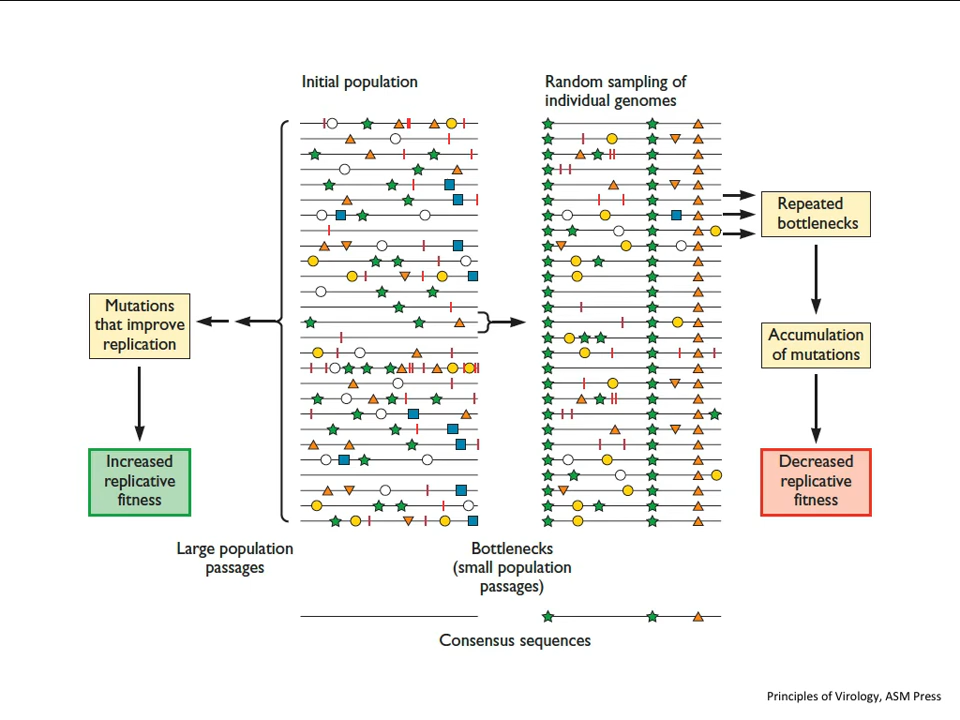 Initial population
Random sampling of
individual genomes
Repeated
bottlenecks
Mutations
that improve
replication
Accumulation
of mutations
Increased
replicative
fitness
Decreased
replicative
fitness
Large population
passages
Bottlenecks
(small population
passages)
Consensus sequences
Principles of Virology, ASM Press